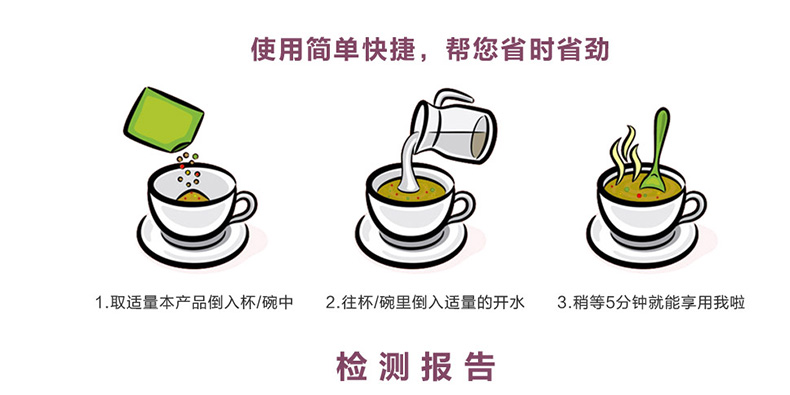 使用简单快捷，帮您省时省劲
1.取适量本产品倒入杯/碗中
2.往杯/碗里倒入适量的开水
3.稍等5分钟就能享用我啦
检测报告